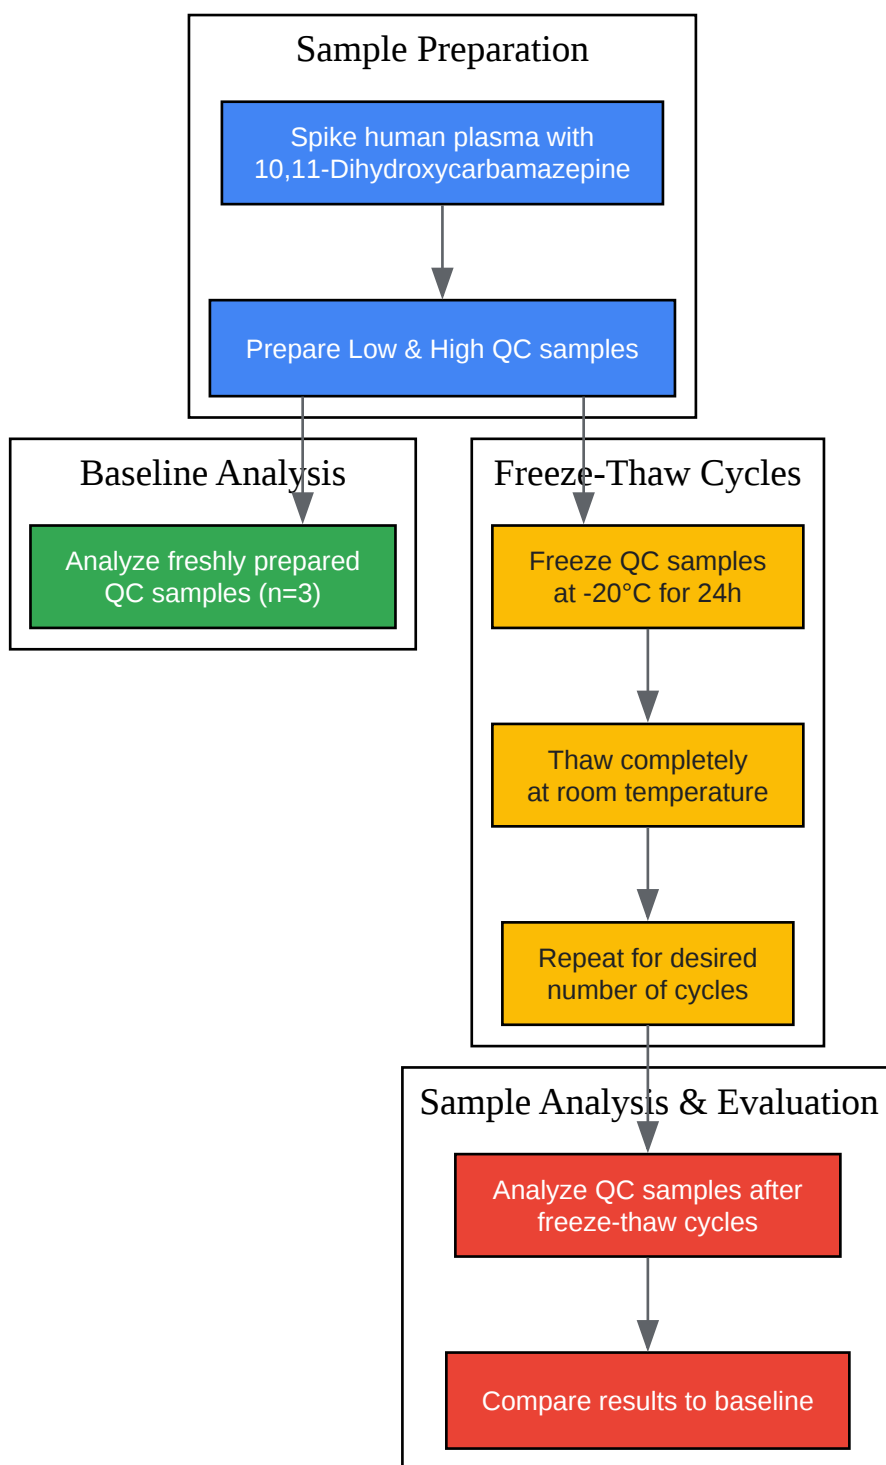 Sample Preparation
Spike human plasma with
10,11-Dihydroxycarbamazepine
Prepare Low & High QC samples
Baseline Analysis
Analyze freshly prepared
QC samples (n=3)
Freeze-Thaw Cycles
Freeze QC samples
at -20°C for 24h
Thaw completely
at room temperature
Repeat for desired
number of cycles
Sample Analysis & Evaluation
Analyze QC samples after
freeze-thaw cycles
Compare results to baseline